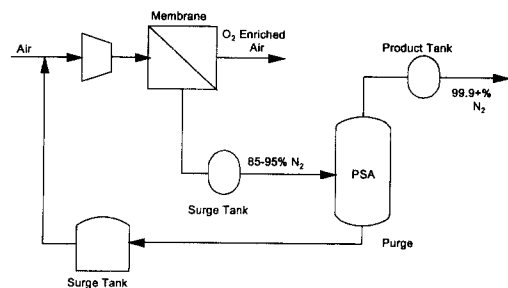 Membrane
O2 Enriched
Air
Air
Product Tank
99.9+%
N2
85-95% N2
PSA
Surge Tank
Purge
Surge Tank